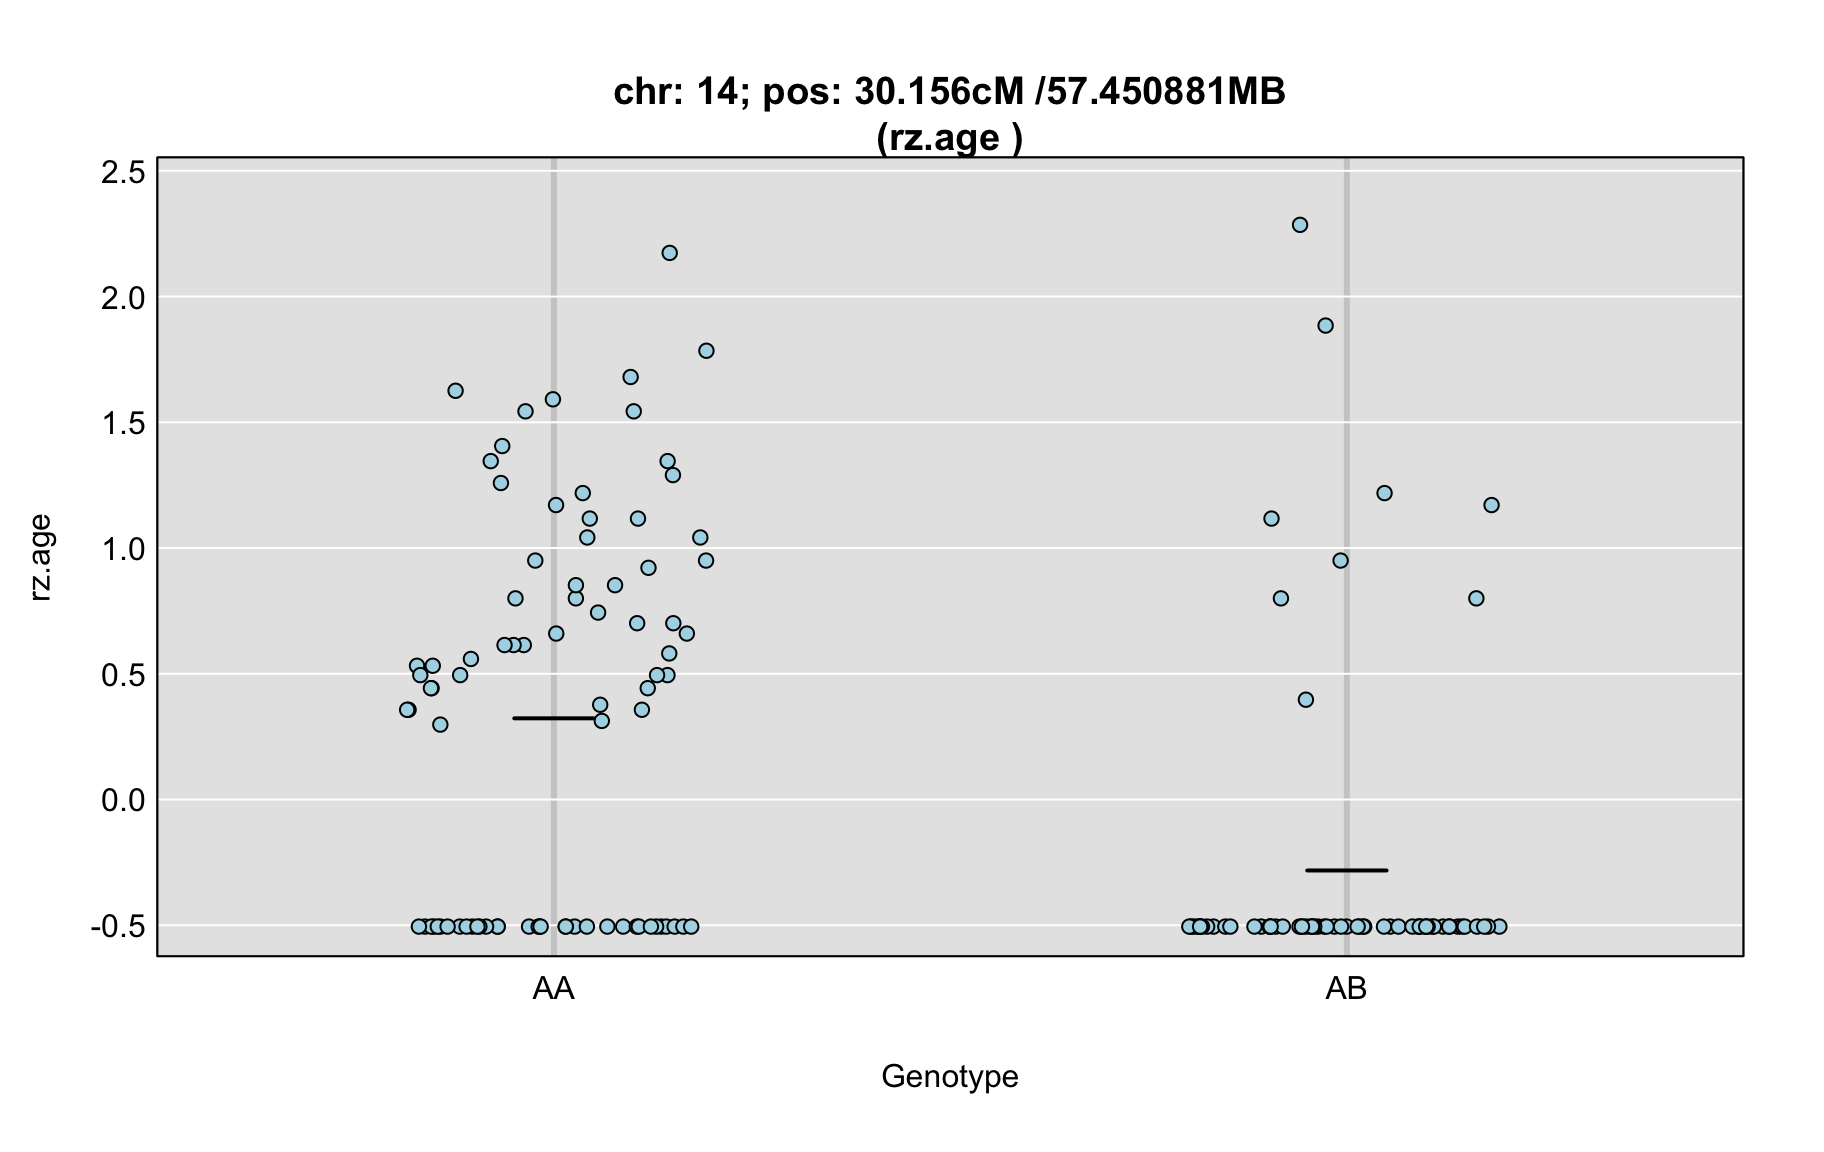 chr: 14; pos: 30.156cM /57.450881MB
(rz.age )
2.5
2.0
1.5
1.0
0.5
0.0
-0.5
rz.age
AA
AB
Genotype